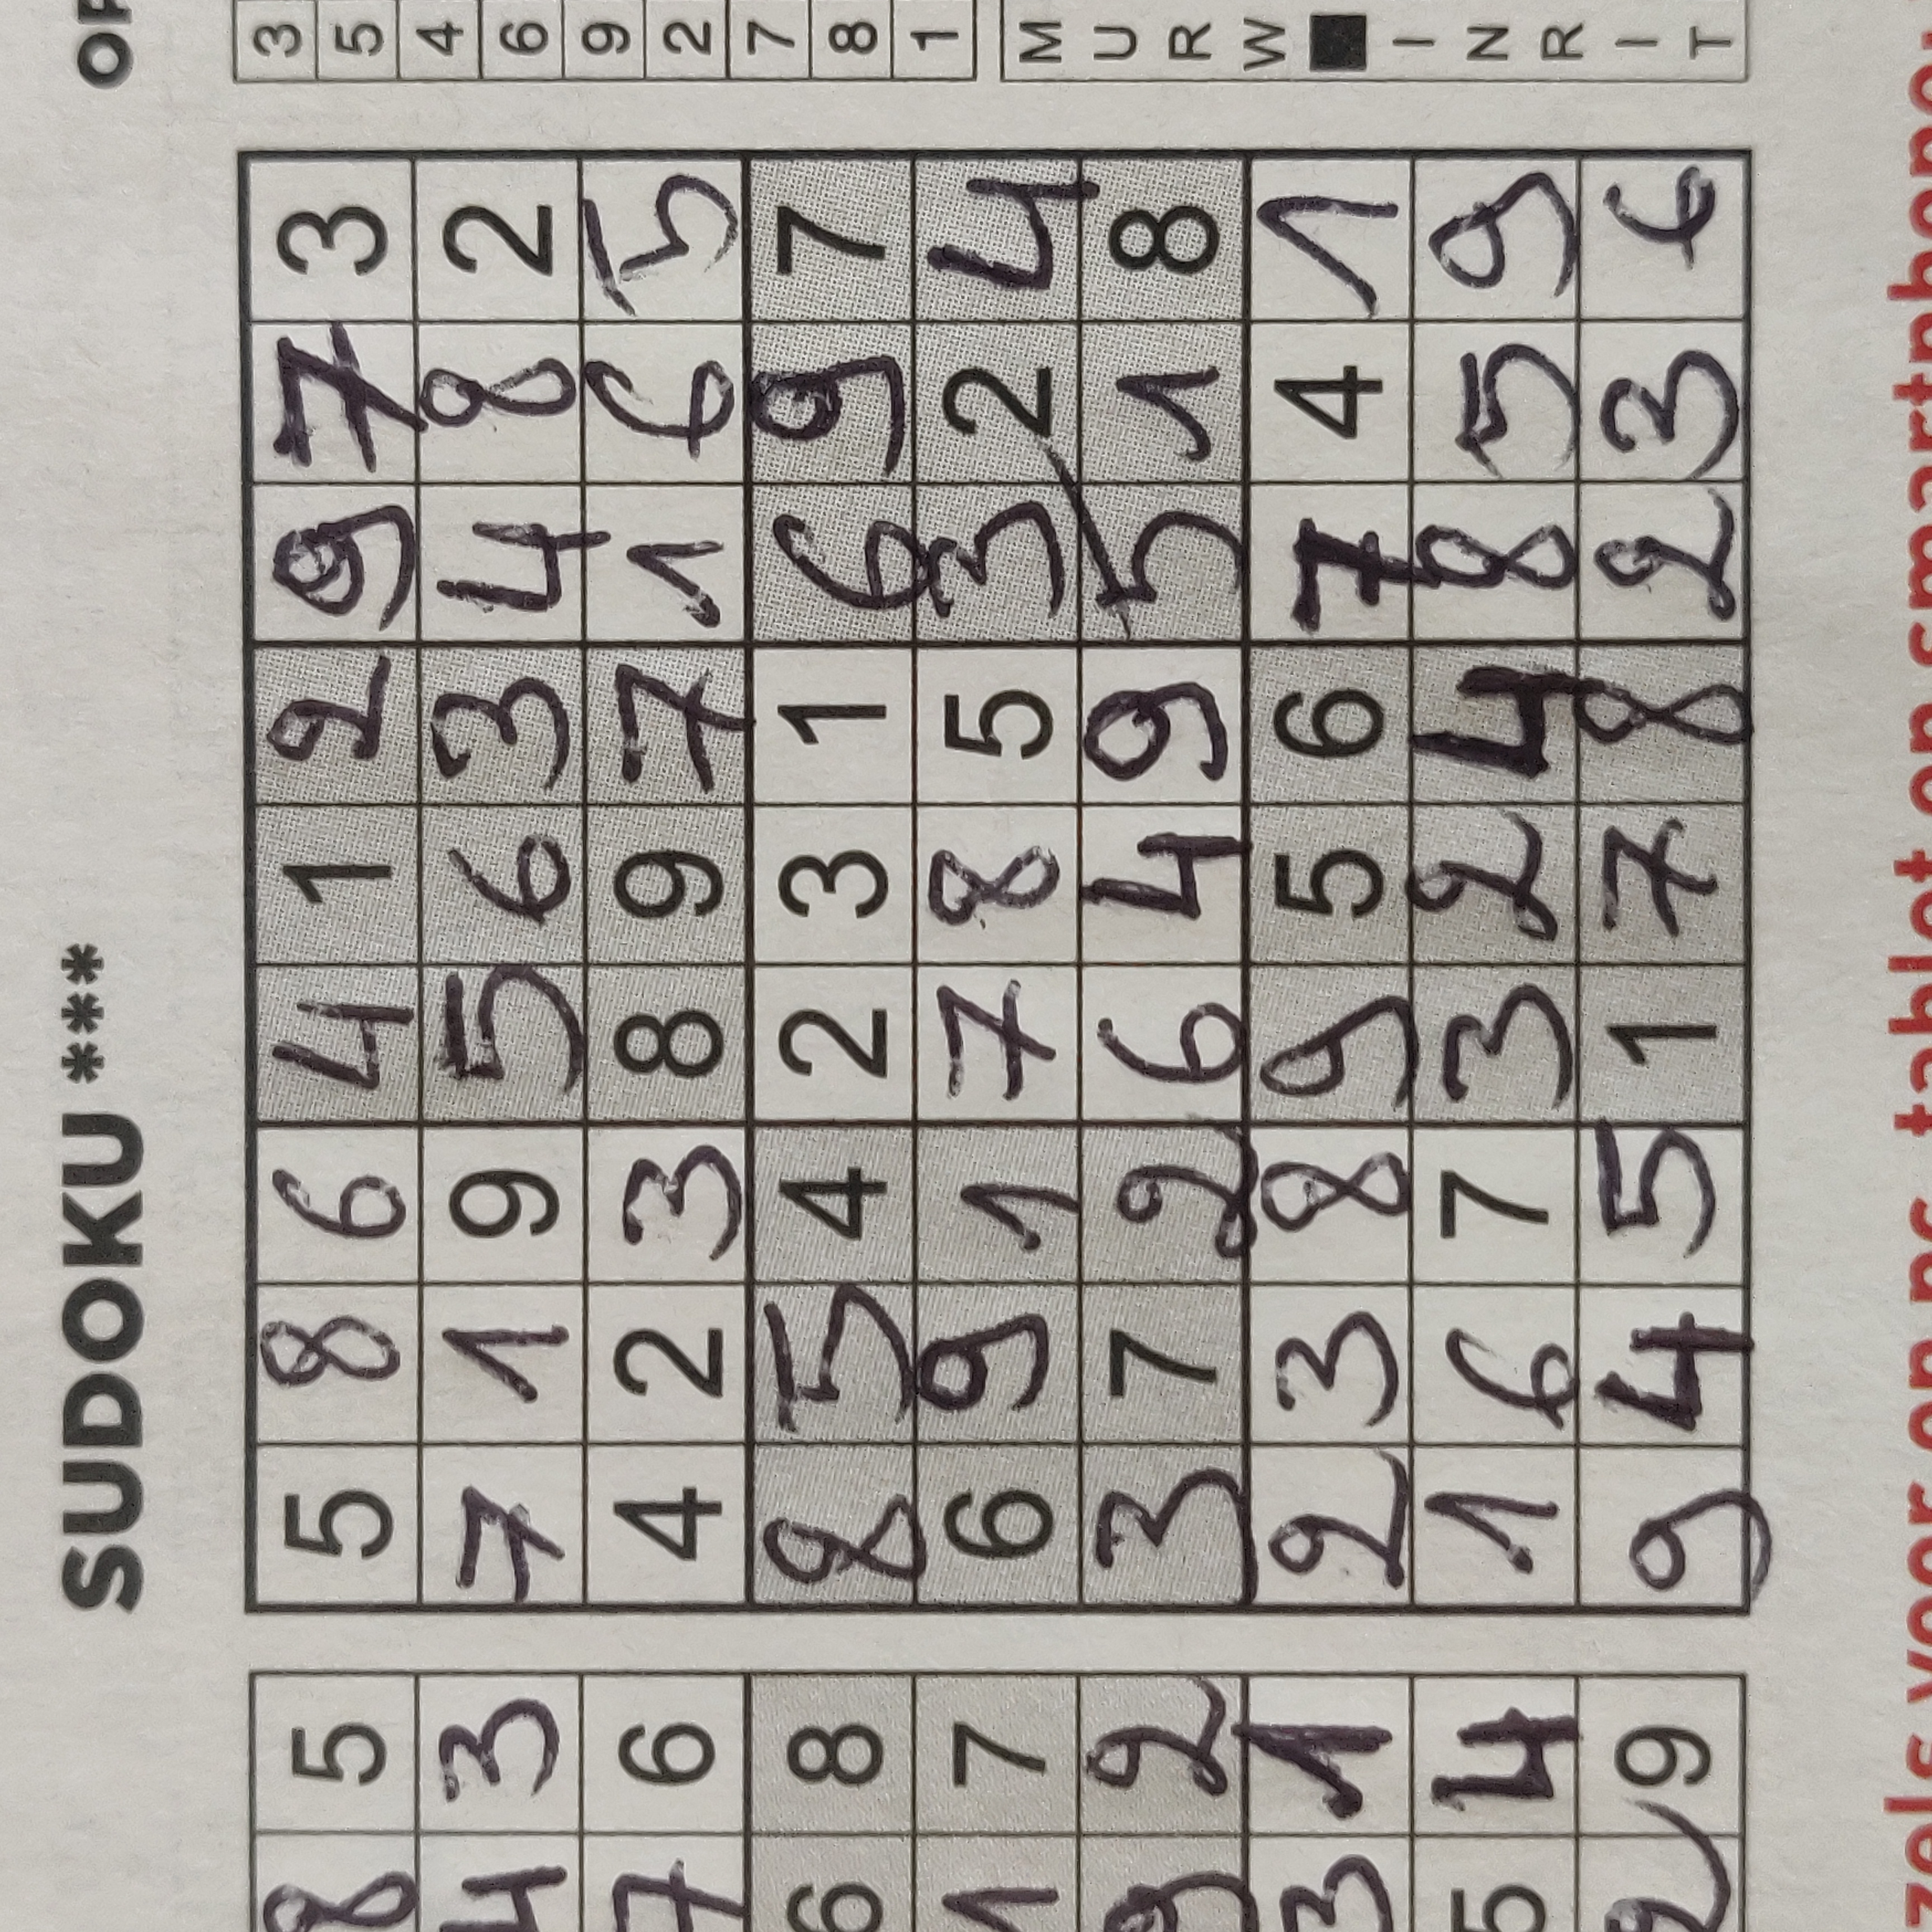 SUDOKU ***
8 5
4 3
7 6
6 8
1 7
9 2
3 1
5 4
2 9
5 8 6 4 1 2 9 7 3
7 1 9 5 6 3 4 8 2
4 2 3 8 9 7 1 6 5
8 5 4 2 3 1 6 9 7
6 9 1 7 8 5 3 2 4
3 7 2 6 4 9 5 1 8
2 3 8 9 5 6 7 4 1
1 6 7 3 2 4 8 5 9
9 4 5 1 7 8 2 3 6
3
5
4
6
9
2
7
8
1
M
U
R
W
I
N
R
I
T
en pc, tablet en smartphone: